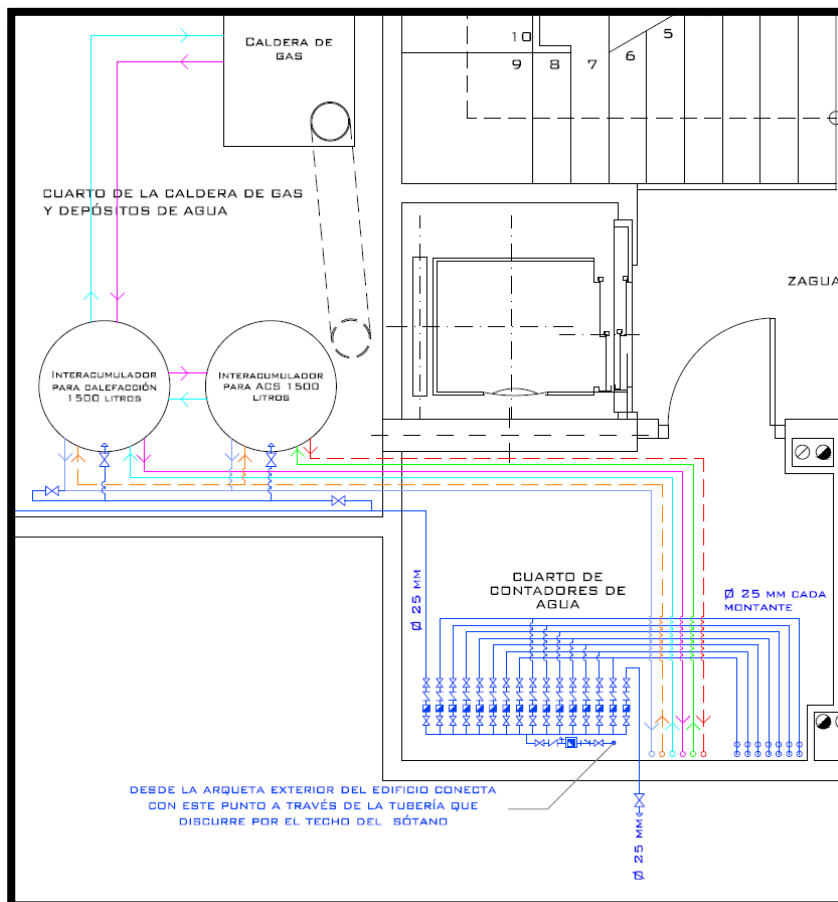 CALDERA DE
GAS
10
9
8
7
6
5
CUARTO DE LA CALDERA DE GAS
Y DEPÓSITOS DE AGUA
ZAGUA
INTERACUMULADOR
PARA CALEFACCIÓN
1500 LITROS
INTERACUMULADOR
PARA ACS 1500
LITROS
Ø 25 MM
CUARTO DE
CONTADORES DE
AGUA
Ø 25 MM CADA
MONTANTE
DESDE LA ARQUETA EXTERIOR DEL EDIFICIO CONECTA
CON ESTE PUNTO A TRAVÉS DE LA TUBERÍA QUE
DISCURRE POR EL TECHO DEL SÓTANO
Ø 25 MM